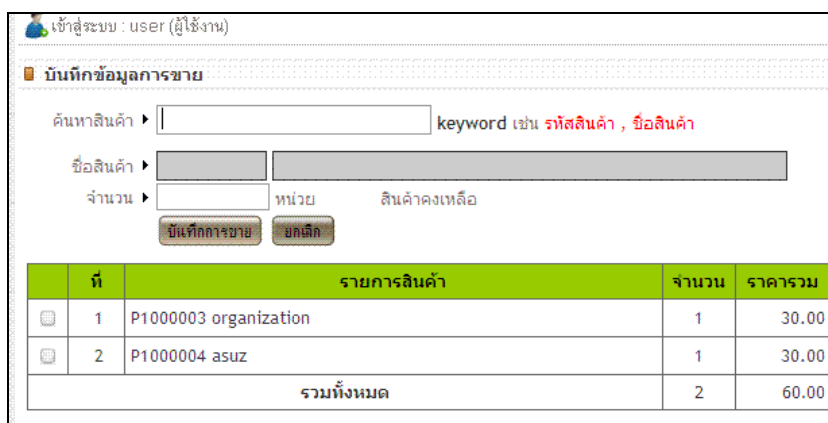 เข้าสู่ระบบ : user (ผู้ใช้งาน)
บันทึกข้อมูลการขาย
ค้นหาสินค้า keyword เช่น รหัสสินค้า , ชื่อสินค้า
ชื่อสินค้า
จำนวน หน่วย สินค้าคงเหลือ
บันทึกการขาย ยกเลิก
ที่ รายการสินค้า จำนวน ราคารวม
1 P1000003 organization 1 30.00
2 P1000004 asuz 1 30.00
รวมทั้งหมด 2 60.00